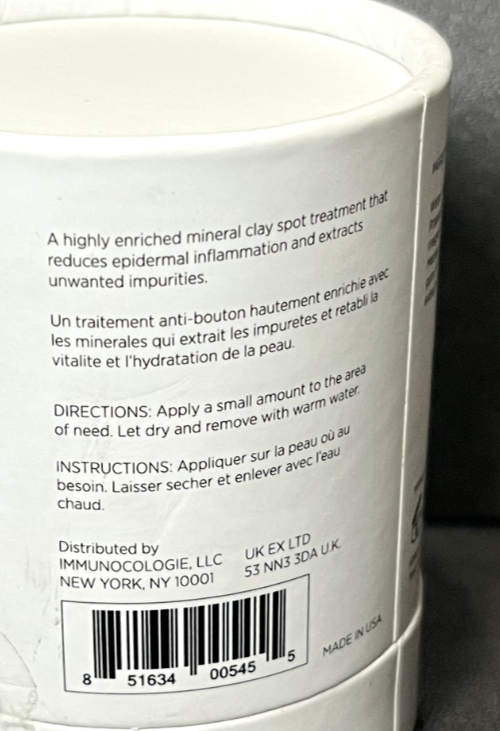 A highly enriched mineral clay spot treatment that
reduces epidermal inflammation and extracts
unwanted impurities.
Un traitement anti-bouton hautement enrichie avec
les minerales qui extrait les impuretes et retabli la
vitalite et l'hydratation de la peau.
DIRECTIONS: Apply a small amount to the area
of need. Let dry and remove with warm water.
INSTRUCTIONS: Appliquer sur la peau où au
besoin. Laisser secher et enlever avec l'eau
chaud.
Distributed by
IMMUNOCOLOGIE, LLC
NEW YORK, NY 10001
UK EX LTD
53 NN3 3DA U.K.
8 51634 00545 5
MADE IN USA